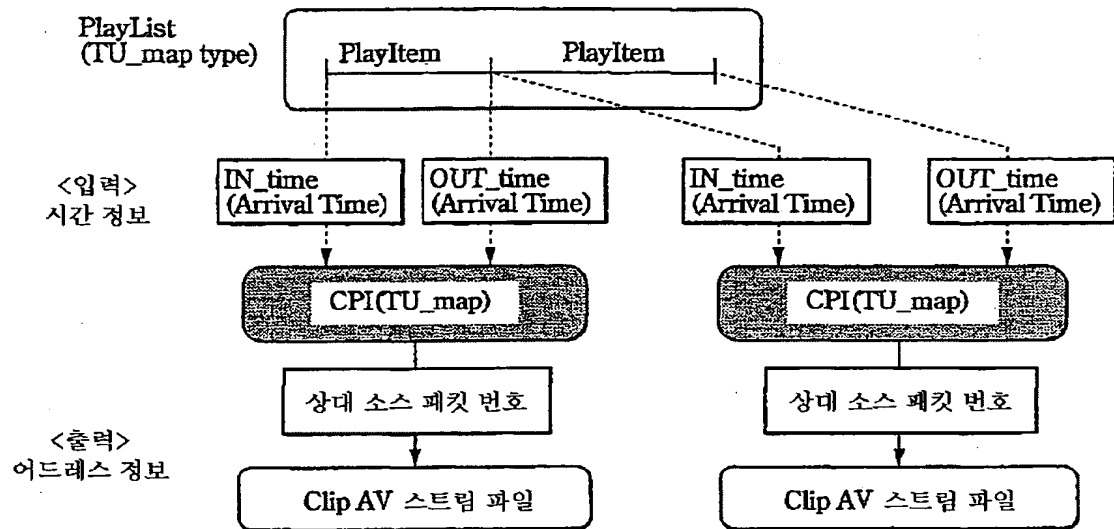 PlayList
(TU_map type)
PlayItem
PlayItem
<입력>
시간 정보
IN_time
(Arrival Time)
OUT_time
(Arrival Time)
IN_time
(Arrival Time)
OUT_time
(Arrival Time)
CPI(TU_map)
CPI(TU_map)
상대 소스 패킷 번호
상대 소스 패킷 번호
<출력>
어드레스 정보
Clip AV 스트림 파일
Clip AV 스트림 파일